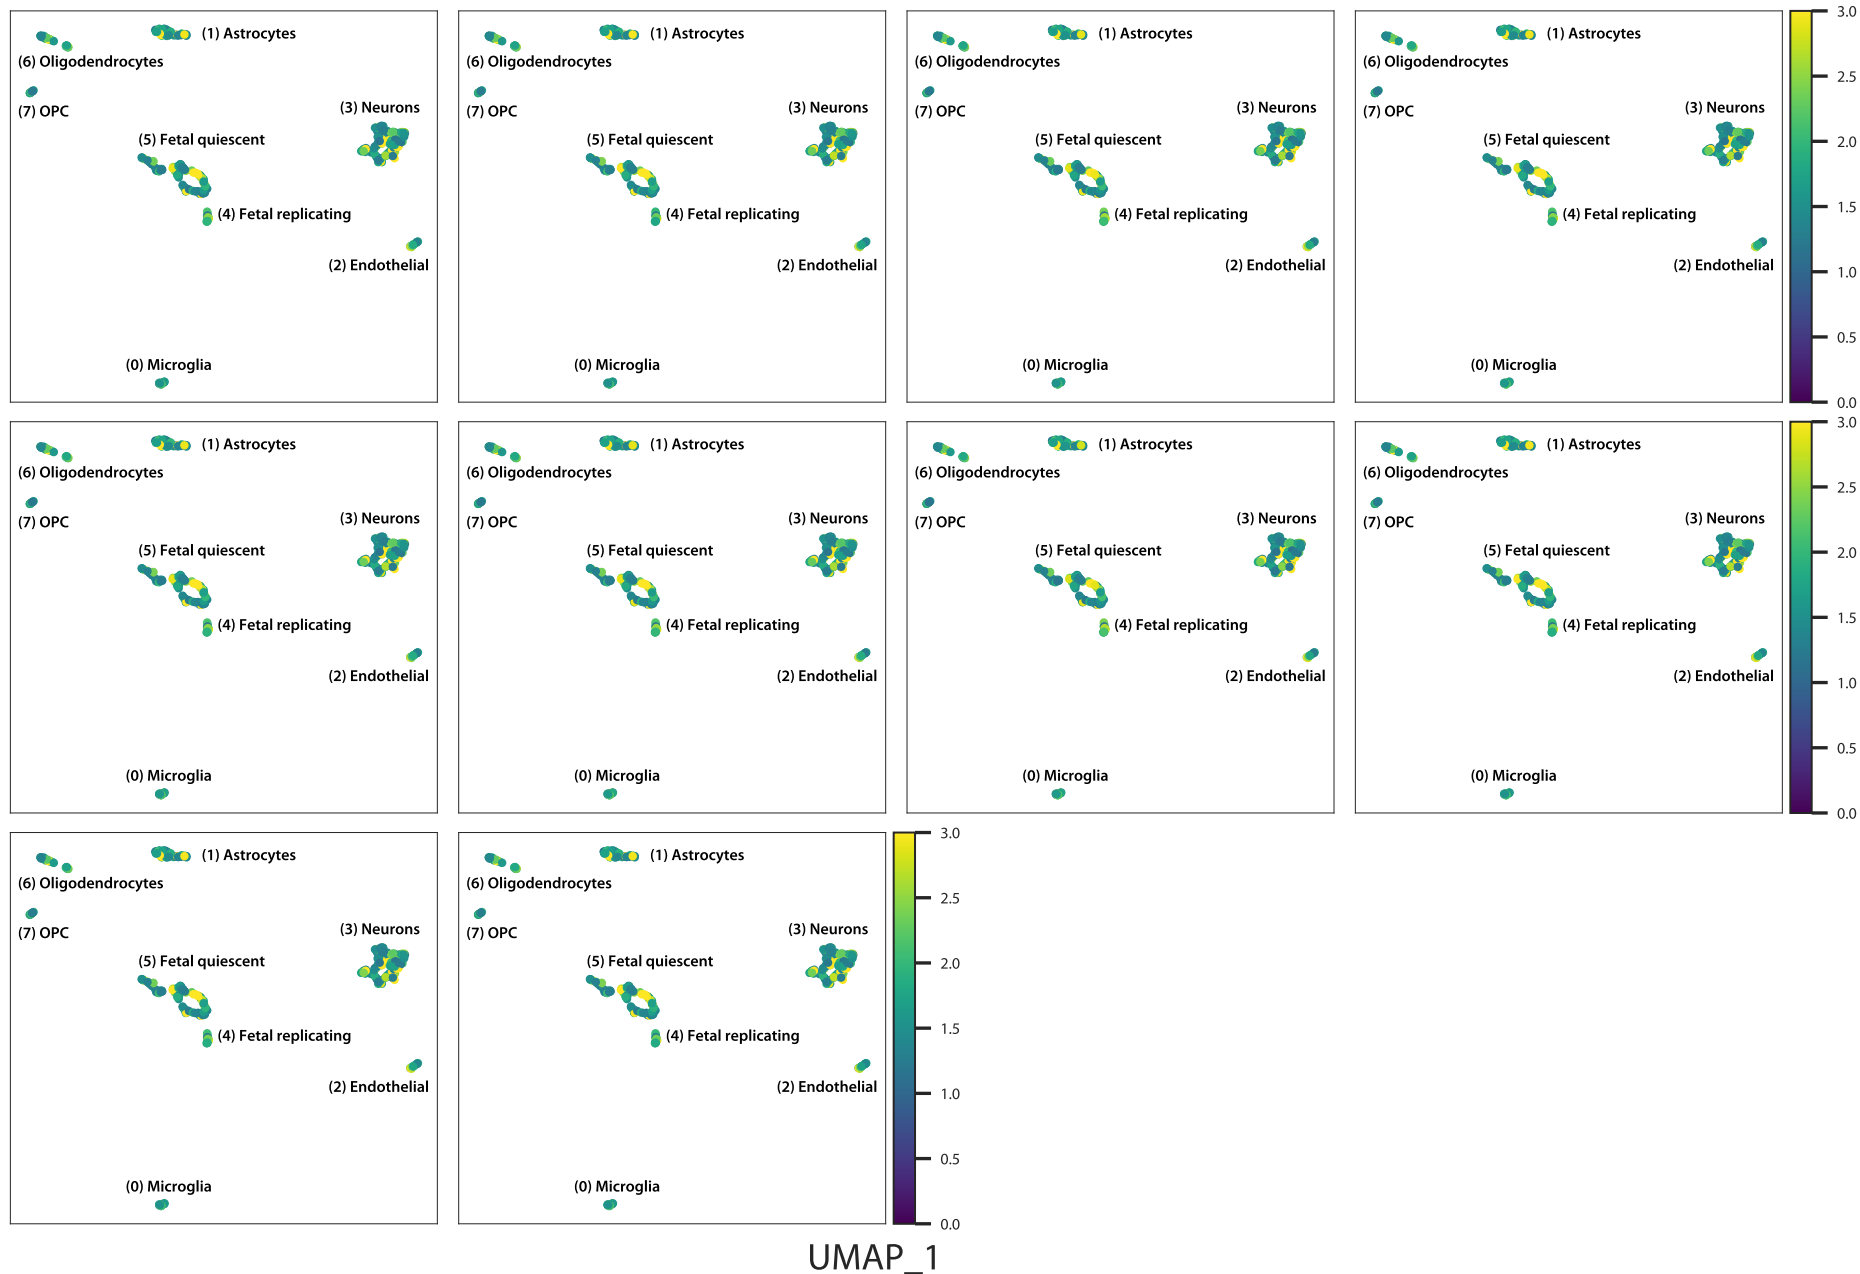 (1) Astrocytes
(6) Oligodendrocytes
(7) OPC
(3) Neurons
(5) Fetal quiescent
(4) Fetal replicating
(2) Endothelial
(0) Microglia
(1) Astrocytes
(6) Oligodendrocytes
(7) OPC
(3) Neurons
(5) Fetal quiescent
(4) Fetal replicating
(2) Endothelial
(0) Microglia
(1) Astrocytes
(6) Oligodendrocytes
(7) OPC
(3) Neurons
(5) Fetal quiescent
(4) Fetal replicating
(2) Endothelial
(0) Microglia
(1) Astrocytes
(6) Oligodendrocytes
(7) OPC
(3) Neurons
(5) Fetal quiescent
(4) Fetal replicating
(2) Endothelial
(0) Microglia
3.0
2.5
2.0
1.5
1.0
0.5
0.0
(1) Astrocytes
(6) Oligodendrocytes
(7) OPC
(3) Neurons
(5) Fetal quiescent
(4) Fetal replicating
(2) Endothelial
(0) Microglia
(1) Astrocytes
(6) Oligodendrocytes
(7) OPC
(3) Neurons
(5) Fetal quiescent
(4) Fetal replicating
(2) Endothelial
(0) Microglia
(1) Astrocytes
(6) Oligodendrocytes
(7) OPC
(3) Neurons
(5) Fetal quiescent
(4) Fetal replicating
(2) Endothelial
(0) Microglia
(1) Astrocytes
(6) Oligodendrocytes
(7) OPC
(3) Neurons
(5) Fetal quiescent
(4) Fetal replicating
(2) Endothelial
(0) Microglia
3.0
2.5
2.0
1.5
1.0
0.5
0.0
(1) Astrocytes
(6) Oligodendrocytes
(7) OPC
(3) Neurons
(5) Fetal quiescent
(4) Fetal replicating
(2) Endothelial
(0) Microglia
(1) Astrocytes
(6) Oligodendrocytes
(7) OPC
(3) Neurons
(5) Fetal quiescent
(4) Fetal replicating
(2) Endothelial
(0) Microglia
3.0
2.5
2.0
1.5
1.0
0.5
0.0
UMAP_1